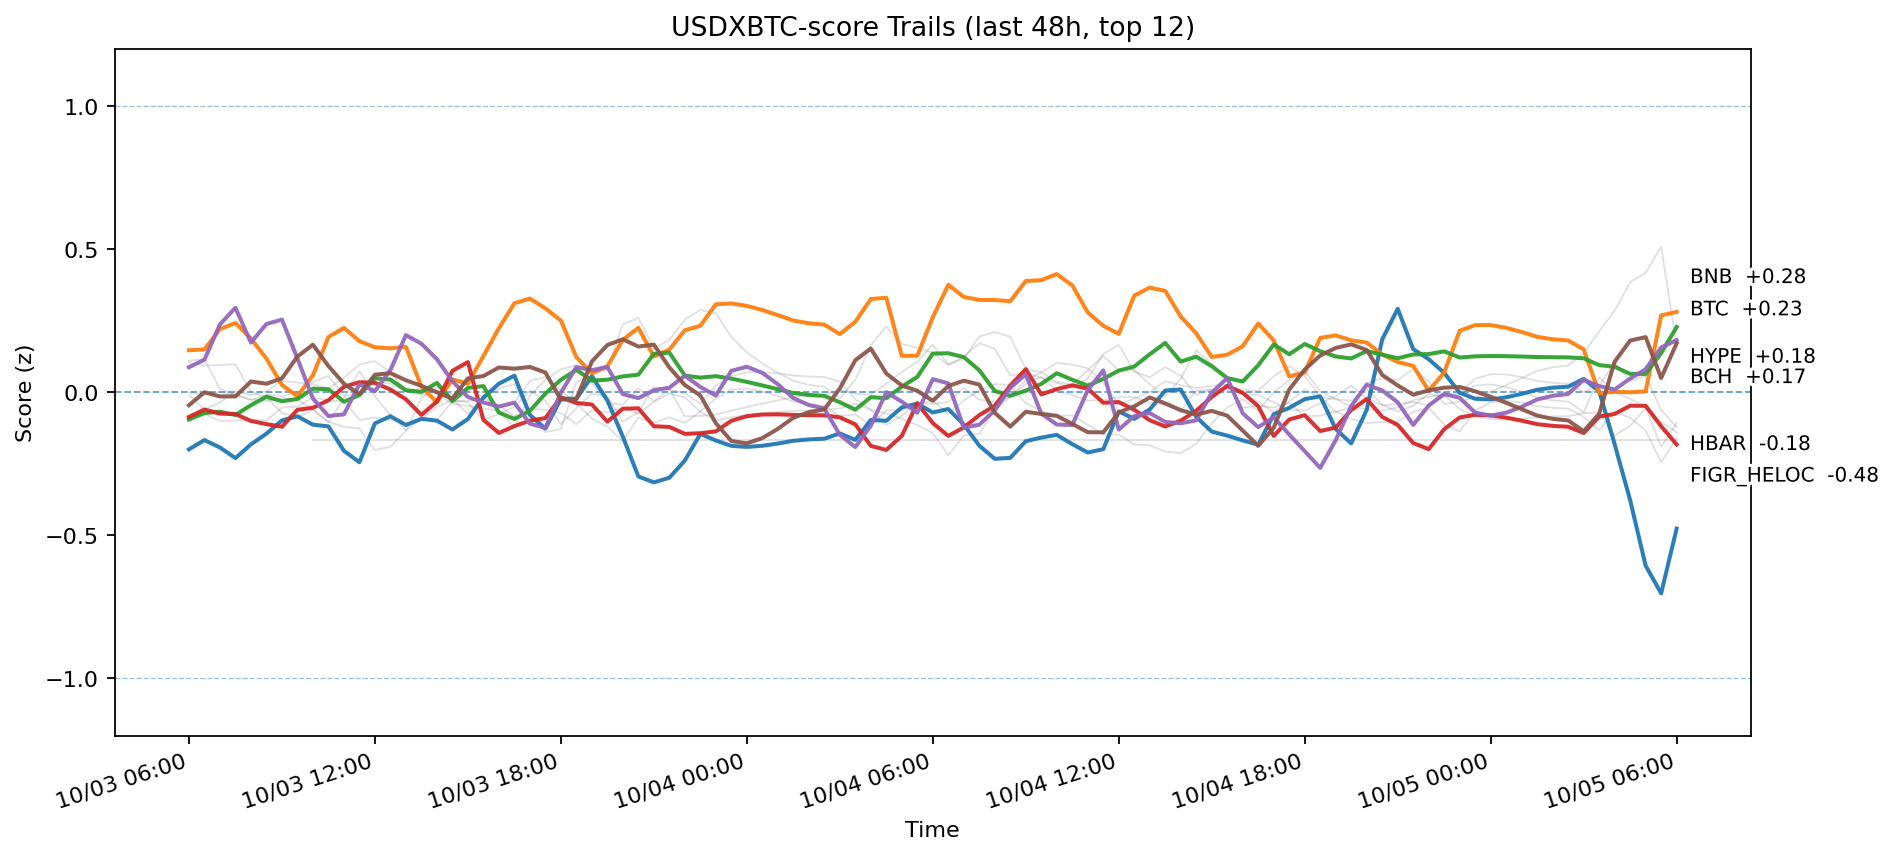 USDXBTC-score Trails (last 48h, top 12)
Score (z)
1.0
0.5
0.0
−0.5
−1.0
BNB +0.28
BTC +0.23
HYPE +0.18
BCH +0.17
HBAR -0.18
FIGR_HELOC -0.48
10/03 06:00
10/03 12:00
10/03 18:00
10/04 00:00
10/04 06:00
10/04 12:00
10/04 18:00
10/05 00:00
10/05 06:00
Time